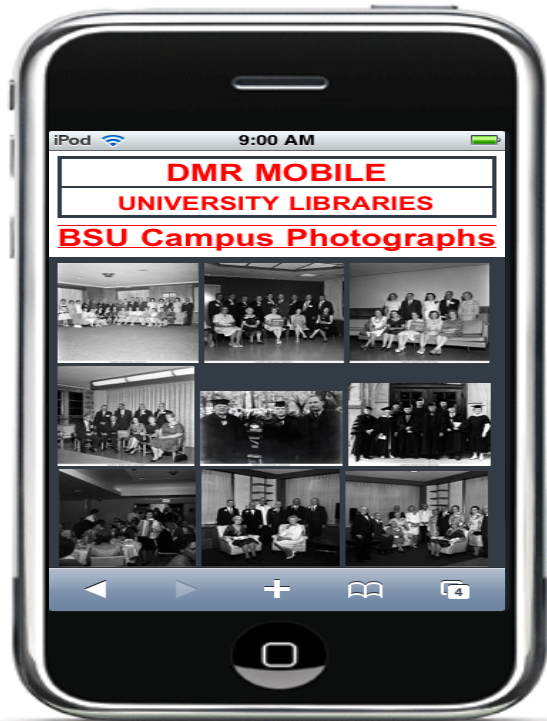 iPod 9:00 AM
DMR MOBILE
UNIVERSITY LIBRARIES
BSU Campus Photographs
4